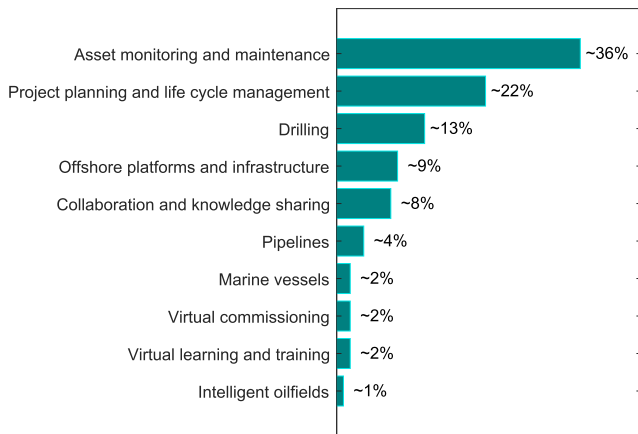 Asset monitoring and maintenance ~36%
Project planning and life cycle management ~22%
Drilling ~13%
Offshore platforms and infrastructure ~9%
Collaboration and knowledge sharing ~8%
Pipelines ~4%
Marine vessels ~2%
Virtual commissioning ~2%
Virtual learning and training ~2%
Intelligent oilfields ~1%